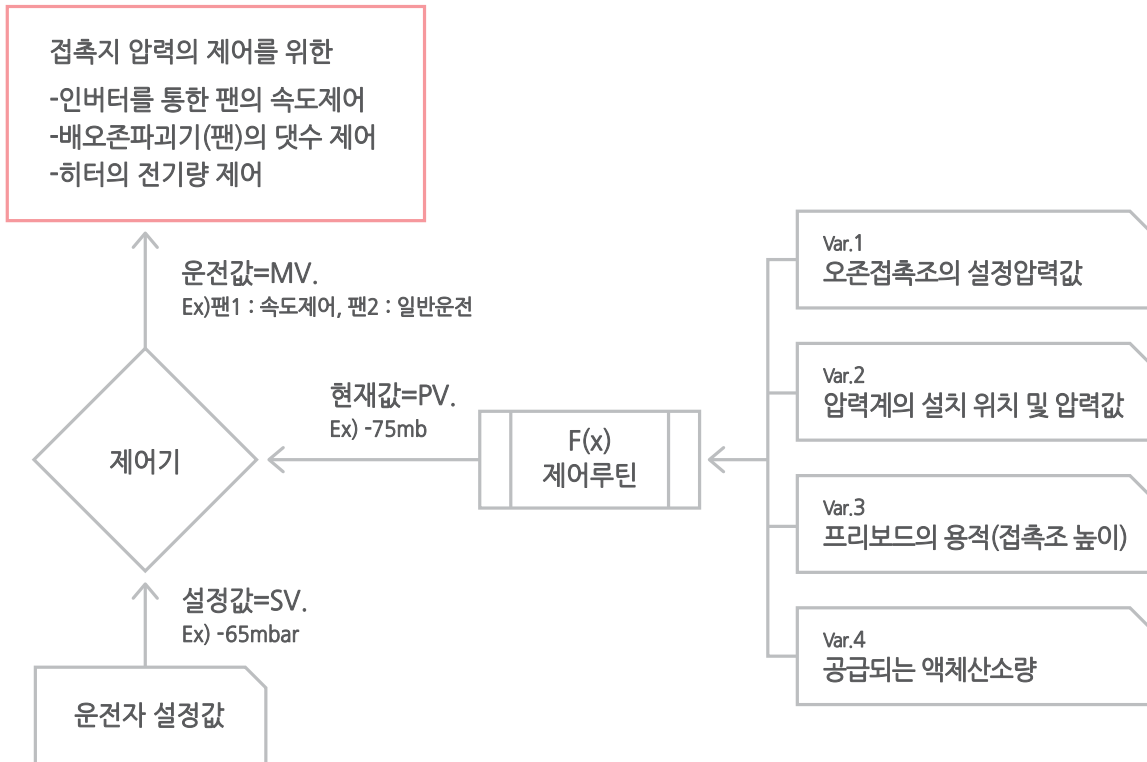 접촉지 압력의 제어를 위한
-인버터를 통한 팬의 속도제어
-배오존파괴기(팬)의 댓수 제어
-히터의 전기량 제어
운전값=MV.
Ex)팬1 : 속도제어, 팬2 : 일반운전
현재값=PV.
Ex) -75mb
제어기
F(x)
제어루틴
설정값=SV.
Ex) -65mbar
운전자 설정값
Var.1
오존접촉조의 설정압력값
Var.2
압력계의 설치 위치 및 압력값
Var.3
프리보드의 용적(접촉조 높이)
Var.4
공급되는 액체산소량